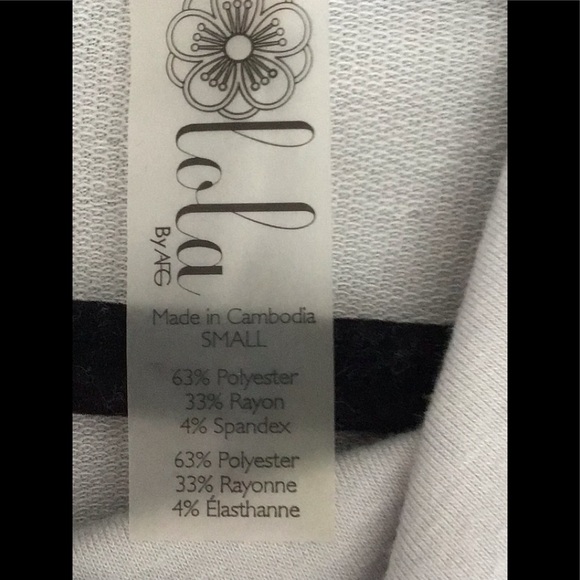 lola
By AFG
Made in Cambodia
SMALL
63% Polyester
33% Rayon
4% Spandex
63% Polyester
33% Rayonne
4% Élasthanne